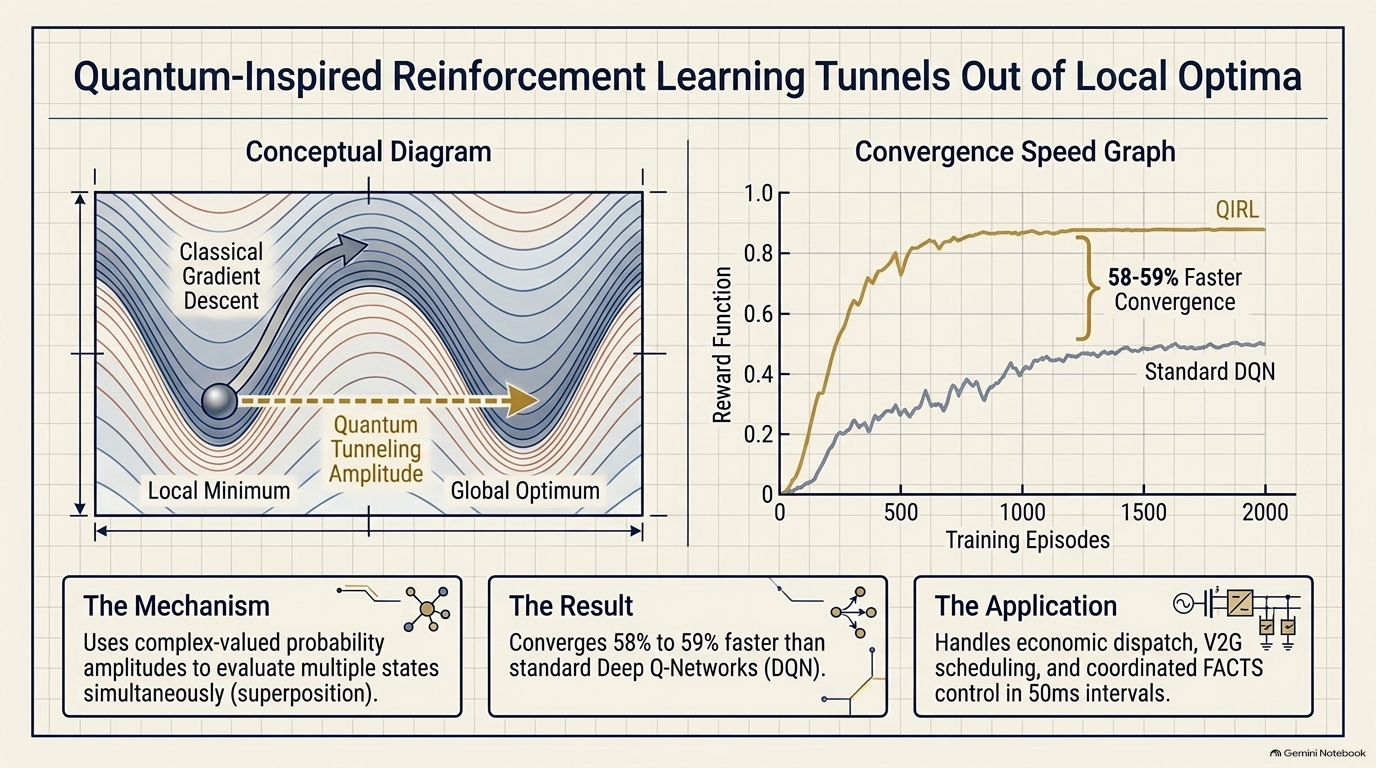 Quantum-Inspired Reinforcement Learning Tunnels Out of Local Optima
Conceptual Diagram
Classical
Gradient
Descent
Quantum
Tunneling
Amplitude
Local Minimum
Global Optimum
Convergence Speed Graph
Reward Function
1.0
0.8
0.6
0.4
0.2
0
QIRL
58-59% Faster
Convergence
Standard DQN
0 500 1000 1500 2000
Training Episodes
The Mechanism
Uses complex-valued probability
amplitudes to evaluate multiple states
simultaneously (superposition).
The Result
Converges 58% to 59% faster than
standard Deep Q-Networks (DQN).
The Application
Handles economic dispatch, V2G
scheduling, and coordinated FACTS
control in 50ms intervals.
Gemini Notebook